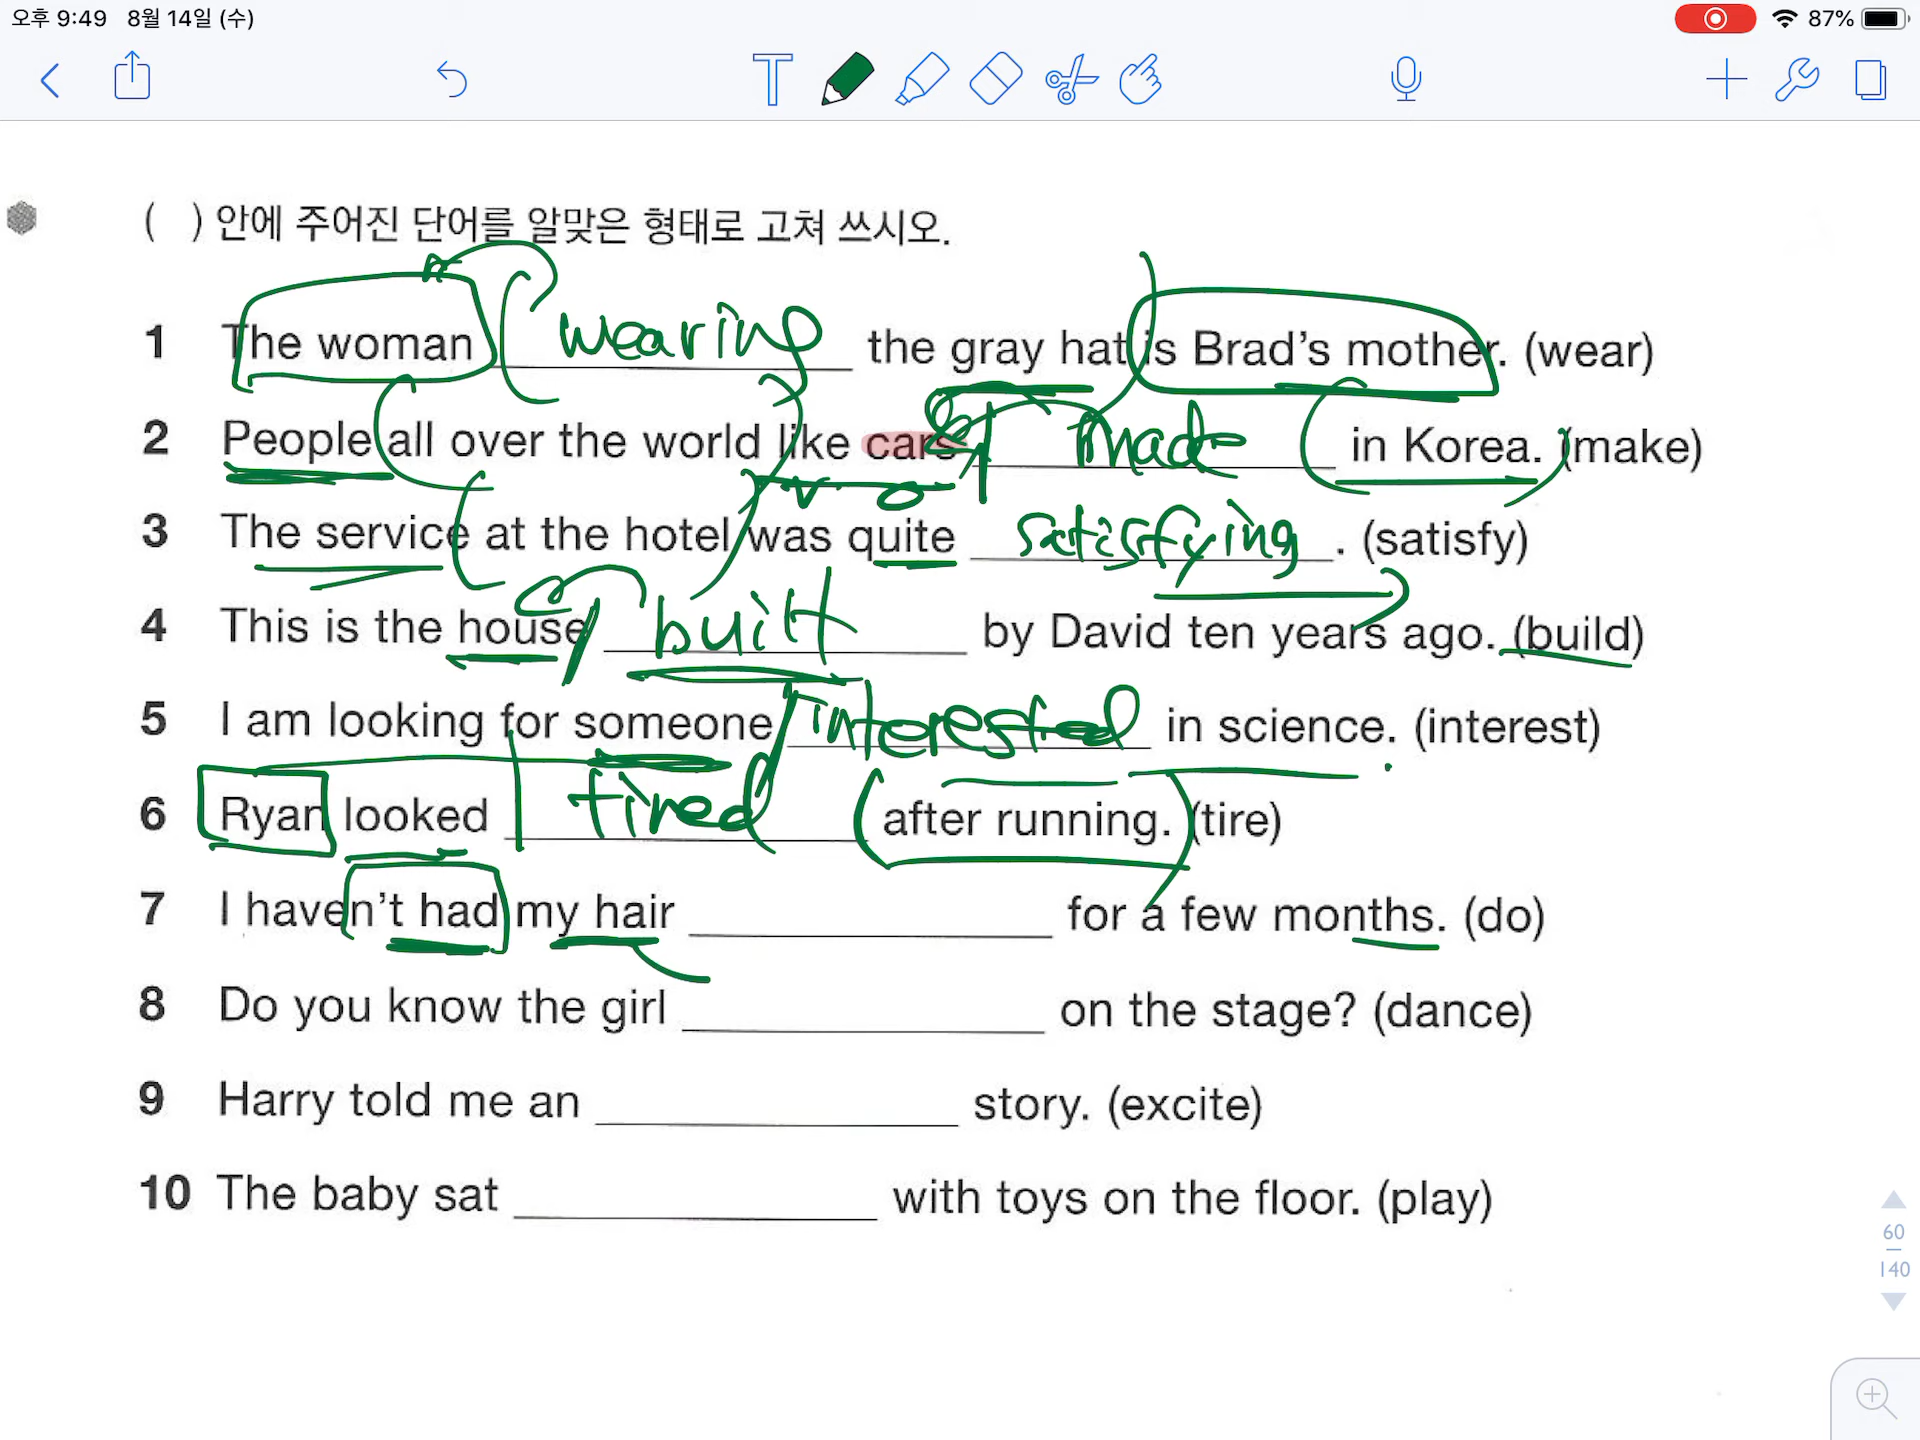 오후 9:49 8월 14일 (수) 87%
( ) 안에 주어진 단어를 알맞은 형태로 고쳐 쓰시오.
1 The woman wearing the gray hat is Brad's mother. (wear)
2 People all over the world like cars made in Korea. (make)
3 The service at the hotel was quite satisfying. (satisfy)
4 This is the house built by David ten years ago. (build)
5 I am looking for someone interested in science. (interest)
6 Ryan looked tired after running. (tire)
7 I haven't had my hair ____ for a few months. (do)
8 Do you know the girl ____ on the stage? (dance)
9 Harry told me an ____ story. (excite)
10 The baby sat ____ with toys on the floor. (play)
60
140